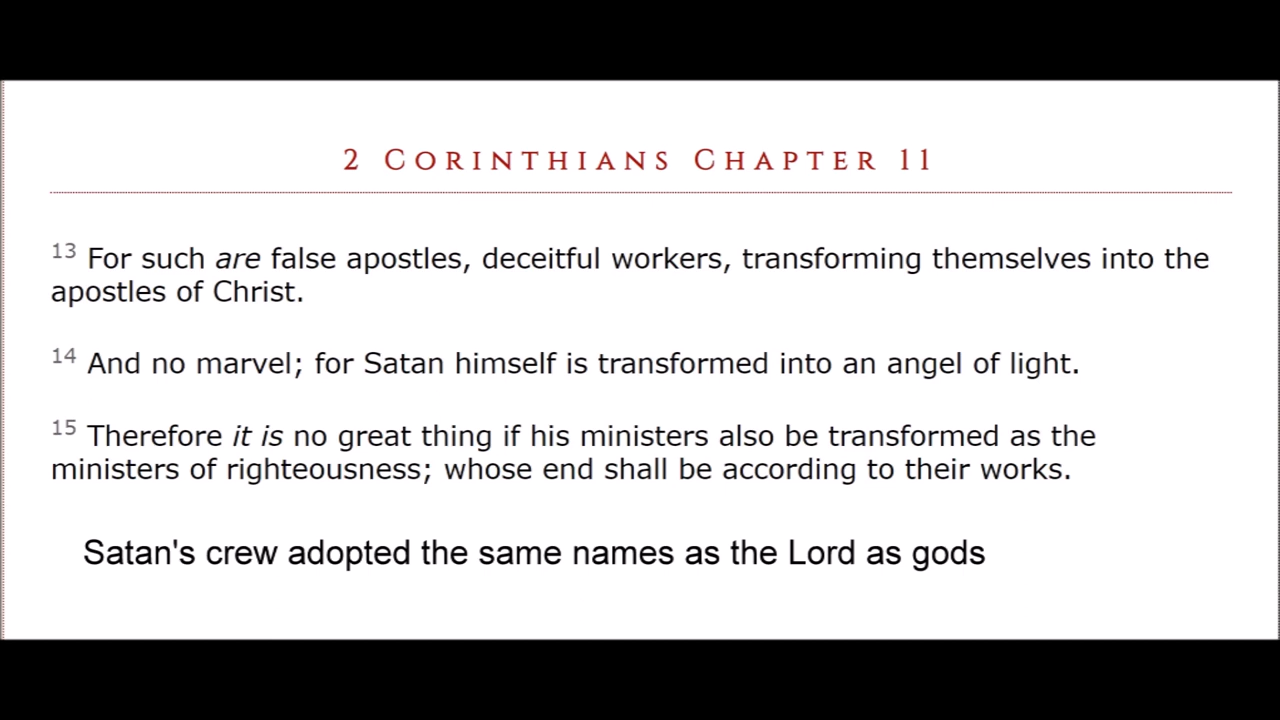 2 Corinthians Chapter 11
13 For such are false apostles, deceitful workers, transforming themselves into the
apostles of Christ.
14 And no marvel; for Satan himself is transformed into an angel of light.
15 Therefore it is no great thing if his ministers also be transformed as the
ministers of righteousness; whose end shall be according to their works.
Satan's crew adopted the same names as the Lord as gods